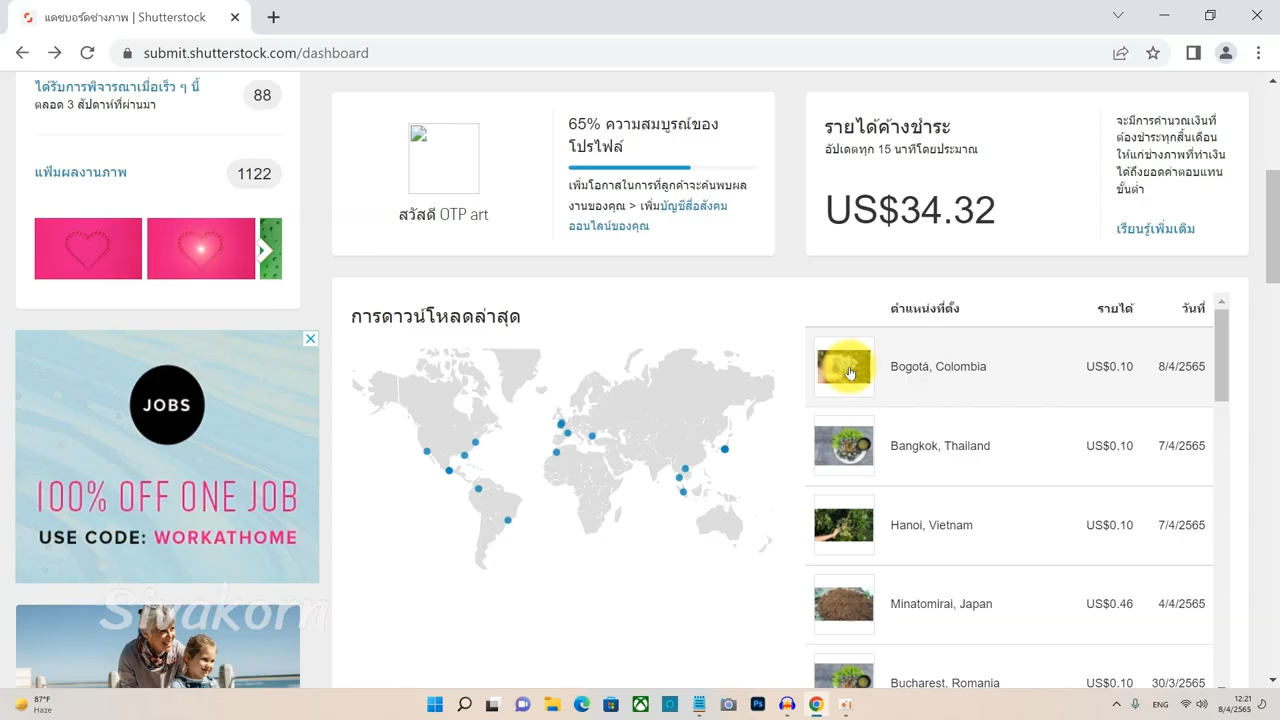 แดชบอร์ดช่างภาพ | Shutterstock
submit.shutterstock.com/dashboard
ได้รับการพิจารณาเมื่อเร็ว ๆ นี้
ตลอด 3 สัปดาห์ที่ผ่านมา
88
แฟ้มผลงานภาพ
1122
สวัสดี OTP art
65% ความสมบูรณ์ของ
โปรไฟล์
เพิ่มโอกาสในการที่ลูกค้าจะค้นพบผล
งานของคุณ > เพิ่มบัญชีสื่อสังคม
ออนไลน์ของคุณ
รายได้ค้างชำระ
อัปเดตทุก 15 นาทีโดยประมาณ
US$34.32
จะมีการคำนวณเงินที่
ต้องชำระทุกสิ้นเดือน
ให้แก่ช่างภาพที่ทำเงิน
ได้ถึงยอดค่าตอบแทน
ขั้นต่ำ
เรียนรู้เพิ่มเติม
การดาวน์โหลดล่าสุด
ตำแหน่งที่ตั้ง รายได้ วันที่
Bogotá, Colombia US$0.10 8/4/2565
Bangkok, Thailand US$0.10 7/4/2565
Hanoi, Vietnam US$0.10 7/4/2565
Minatomirai, Japan US$0.46 4/4/2565
Bucharest, Romania US$0.10 30/3/2565
JOBS
100% OFF ONE JOB
USE CODE: WORKATHOME
Sivakorn
87°F
Haze
ENG
12:21
8/4/2565